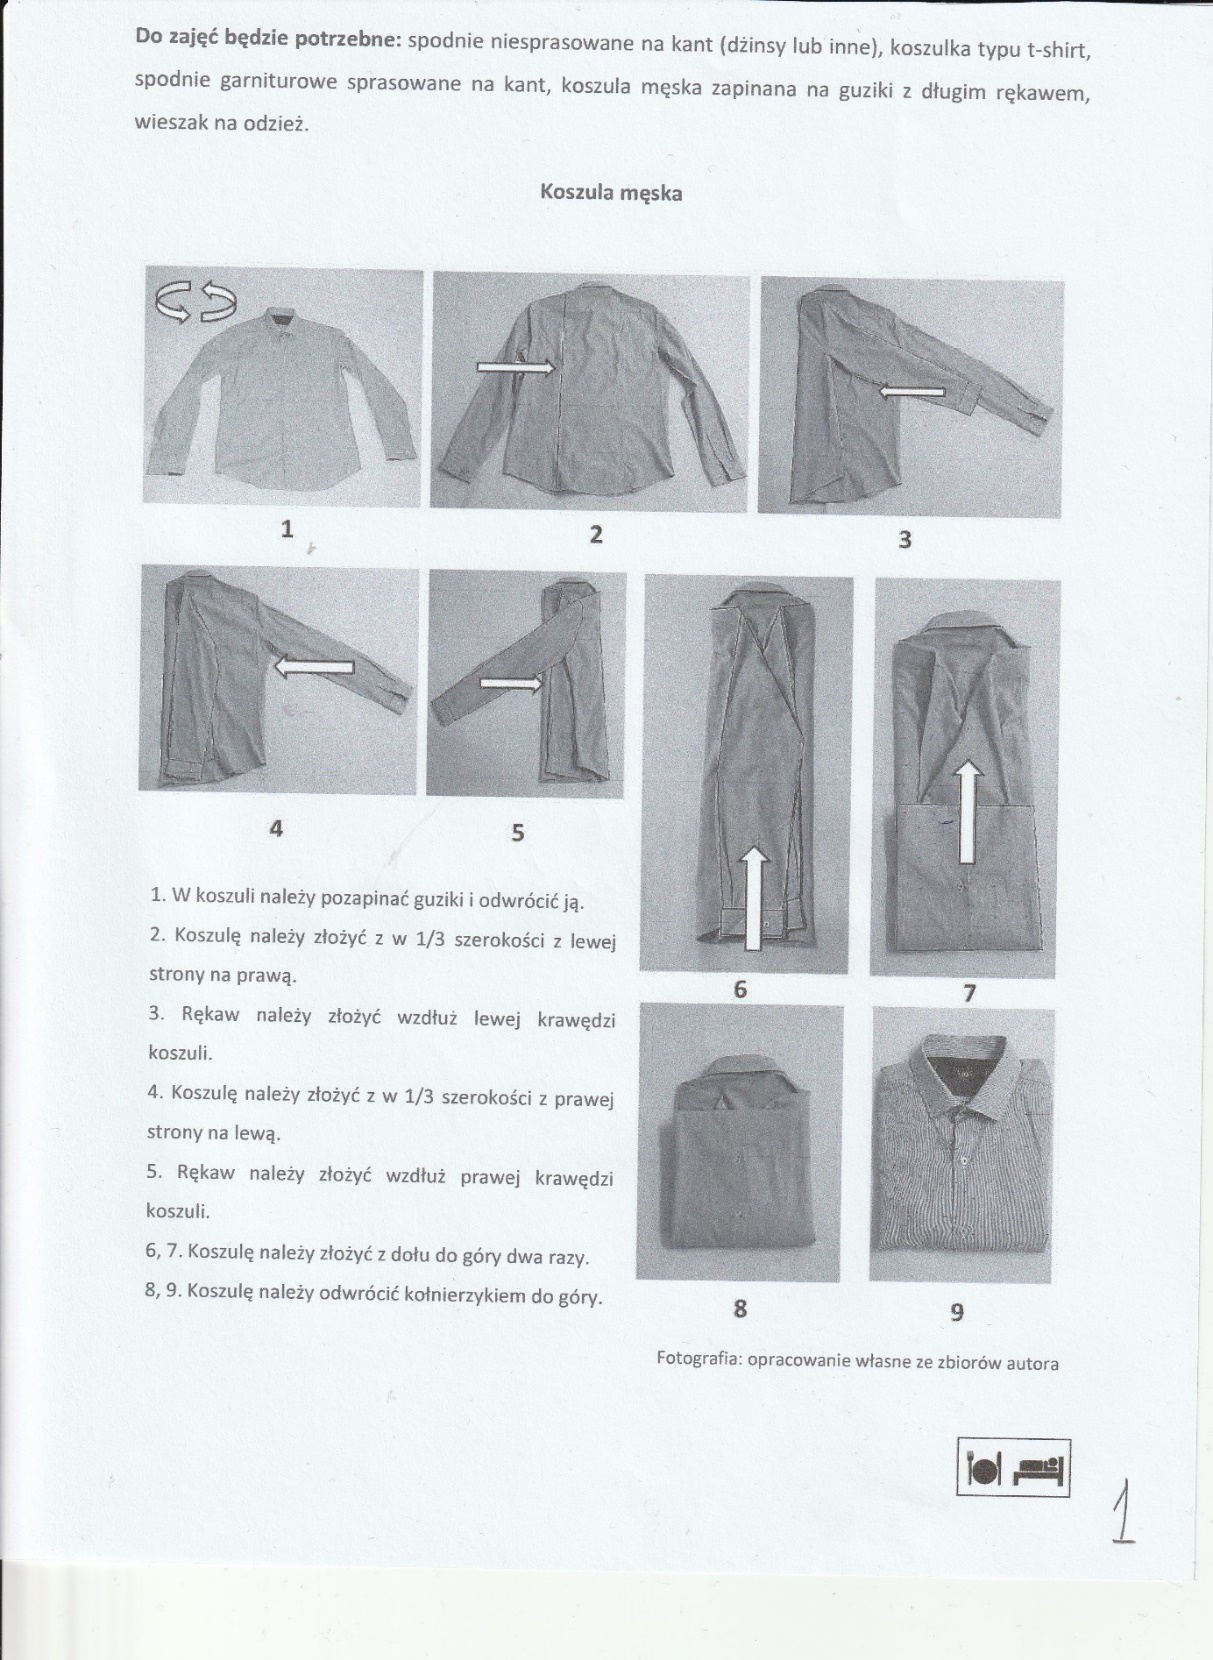 Do zajęć będzie potrzebne: spodnie niesprasowane na kant (dżinsy lub inne), koszulka typu t-shirt,
spodnie garniturowe sprasowane na kant, koszula męska zapinana na guziki z długim rękawem,
wieszak na odzież.
Koszula męska
1
2
3
4
5
1. W koszuli należy pozapinać guziki i odwrócić ją.
2. Koszulę należy złożyć z w 1/3 szerokości z lewej
strony na prawą.
3. Rękaw należy złożyć wzdłuż lewej krawędzi
koszuli.
4. Koszulę należy złożyć z w 1/3 szerokości z prawej
strony na lewą.
5. Rękaw należy złożyć wzdłuż prawej krawędzi
koszuli.
6, 7. Koszulę należy złożyć z dołu do góry dwa razy.
8, 9. Koszulę należy odwrócić kołnierzykiem do góry.
6
7
8
9
Fotografia: opracowanie własne ze zbiorów autora
1